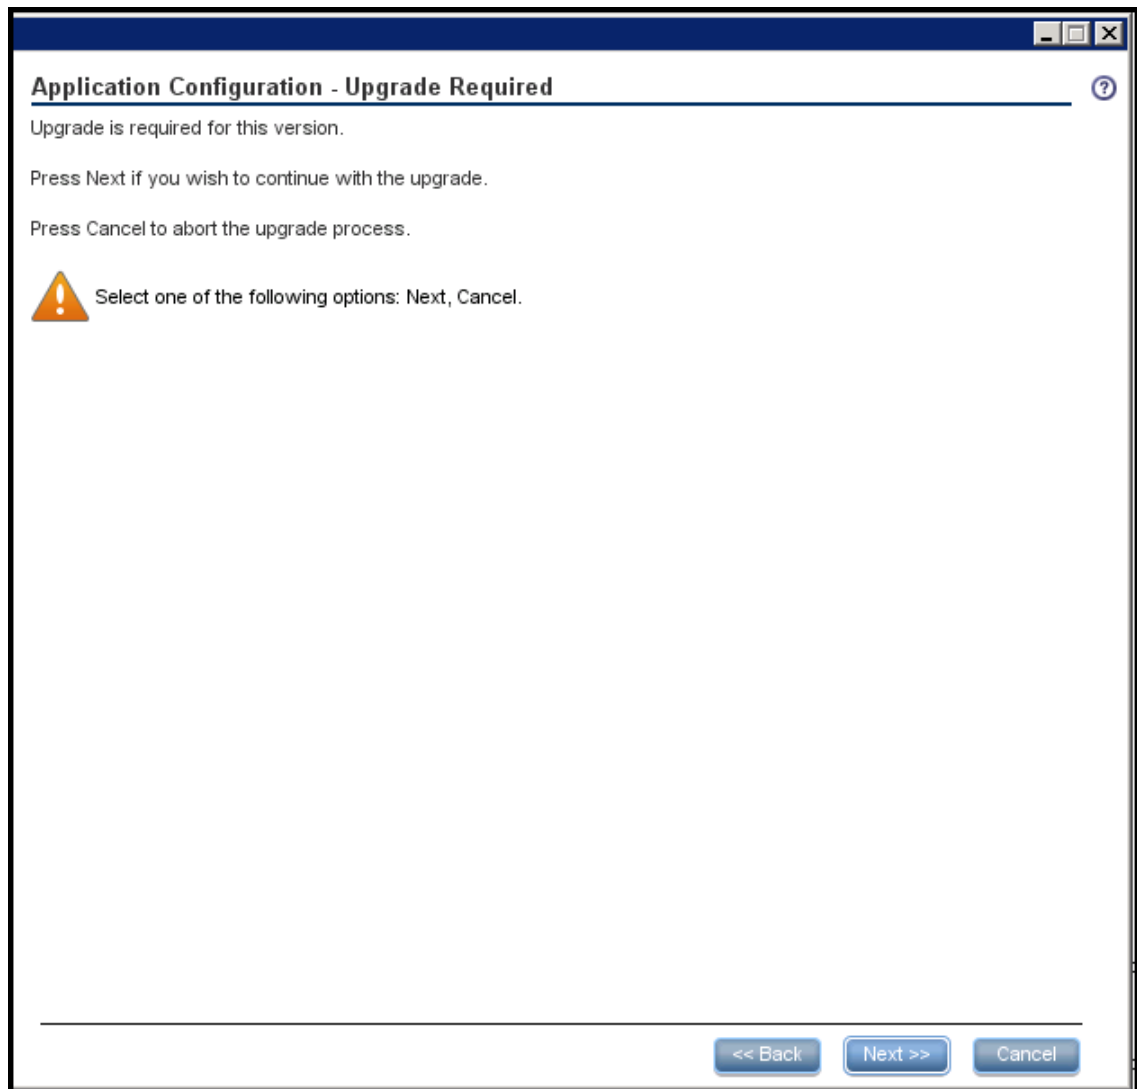 Application Configuration - Upgrade Required
?
Upgrade is required for this version.
Press Next if you wish to continue with the upgrade.
Press Cancel to abort the upgrade process.
Select one of the following options: Next, Cancel.
<< Back
Next >>
Cancel